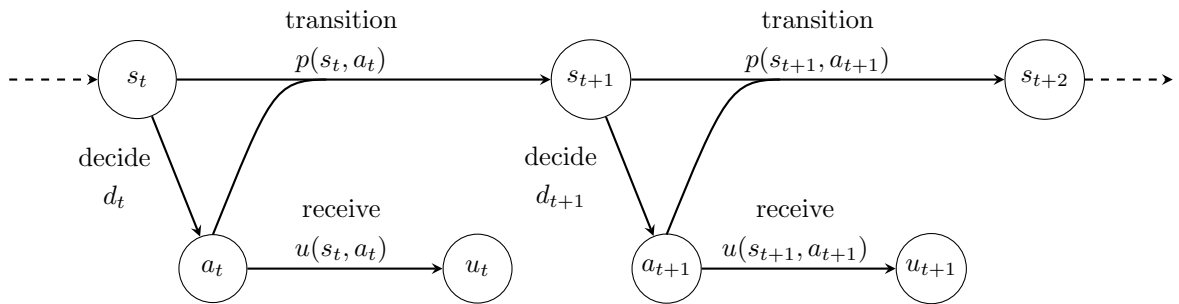 transition
p(s_t, a_t)
transition
p(s_{t+1}, a_{t+1})
s_t
s_{t+1}
s_{t+2}
decide
d_t
decide
d_{t+1}
receive
u(s_t, a_t)
receive
u(s_{t+1}, a_{t+1})
a_t
u_t
a_{t+1}
u_{t+1}